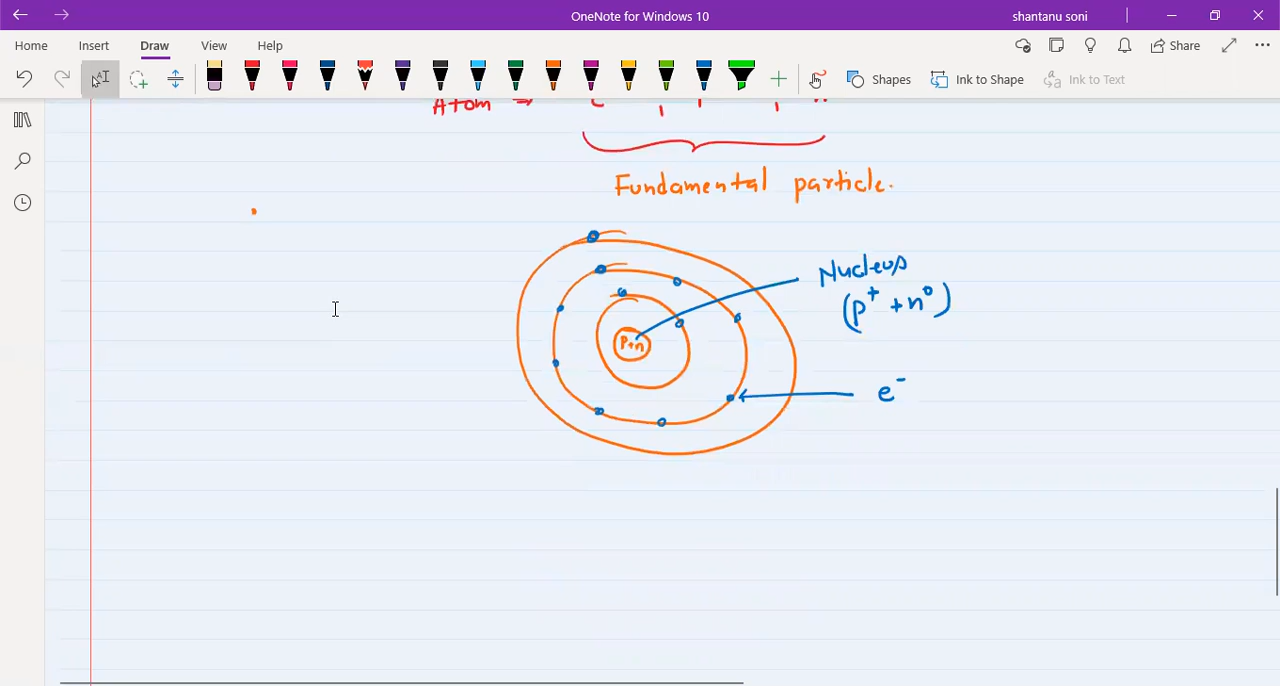 OneNote for Windows 10
shantanu soni
Home Insert Draw View Help
Share
Shapes
Ink to Shape
Ink to Text
Atom ⇒
Fundamental particle.
Nucleus
(p⁺ + n⁰)
P+n
e⁻